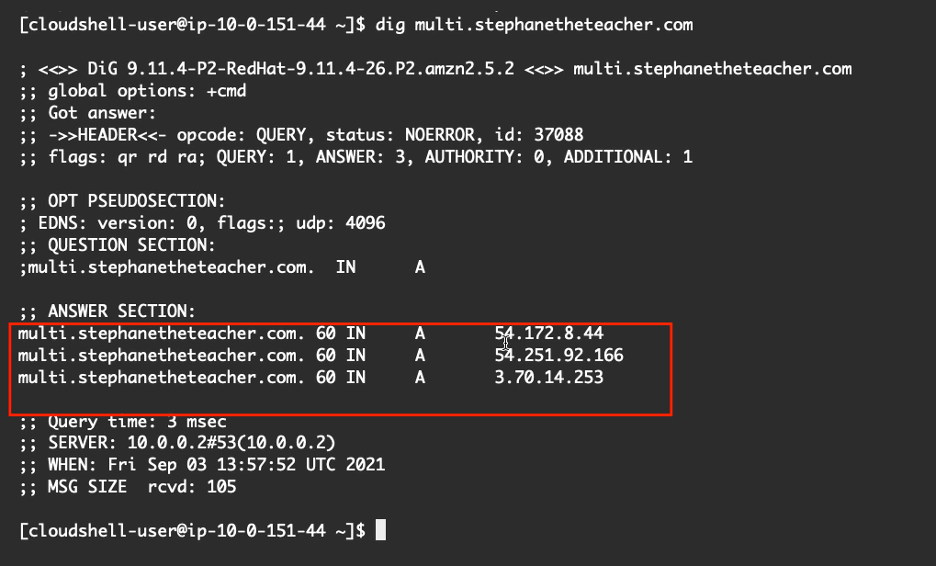 [cloudshell-user@ip-10-0-151-44 ~]$ dig multi.stephanetheteacher.com
; <<>> DiG 9.11.4-P2-RedHat-9.11.4-26.P2.amzn2.5.2 <<>> multi.stephanetheteacher.com
;; global options: +cmd
;; Got answer:
;; ->>HEADER<<- opcode: QUERY, status: NOERROR, id: 37088
;; flags: qr rd ra; QUERY: 1, ANSWER: 3, AUTHORITY: 0, ADDITIONAL: 1
;; OPT PSEUDOSECTION:
; EDNS: version: 0, flags:; udp: 4096
;; QUESTION SECTION:
;multi.stephanetheteacher.com. IN A
;; ANSWER SECTION:
multi.stephanetheteacher.com. 60 IN A 54.172.8.44
multi.stephanetheteacher.com. 60 IN A 54.251.92.166
multi.stephanetheteacher.com. 60 IN A 3.70.14.253
;; Query time: 3 msec
;; SERVER: 10.0.0.2#53(10.0.0.2)
;; WHEN: Fri Sep 03 13:57:52 UTC 2021
;; MSG SIZE rcvd: 105
[cloudshell-user@ip-10-0-151-44 ~]$